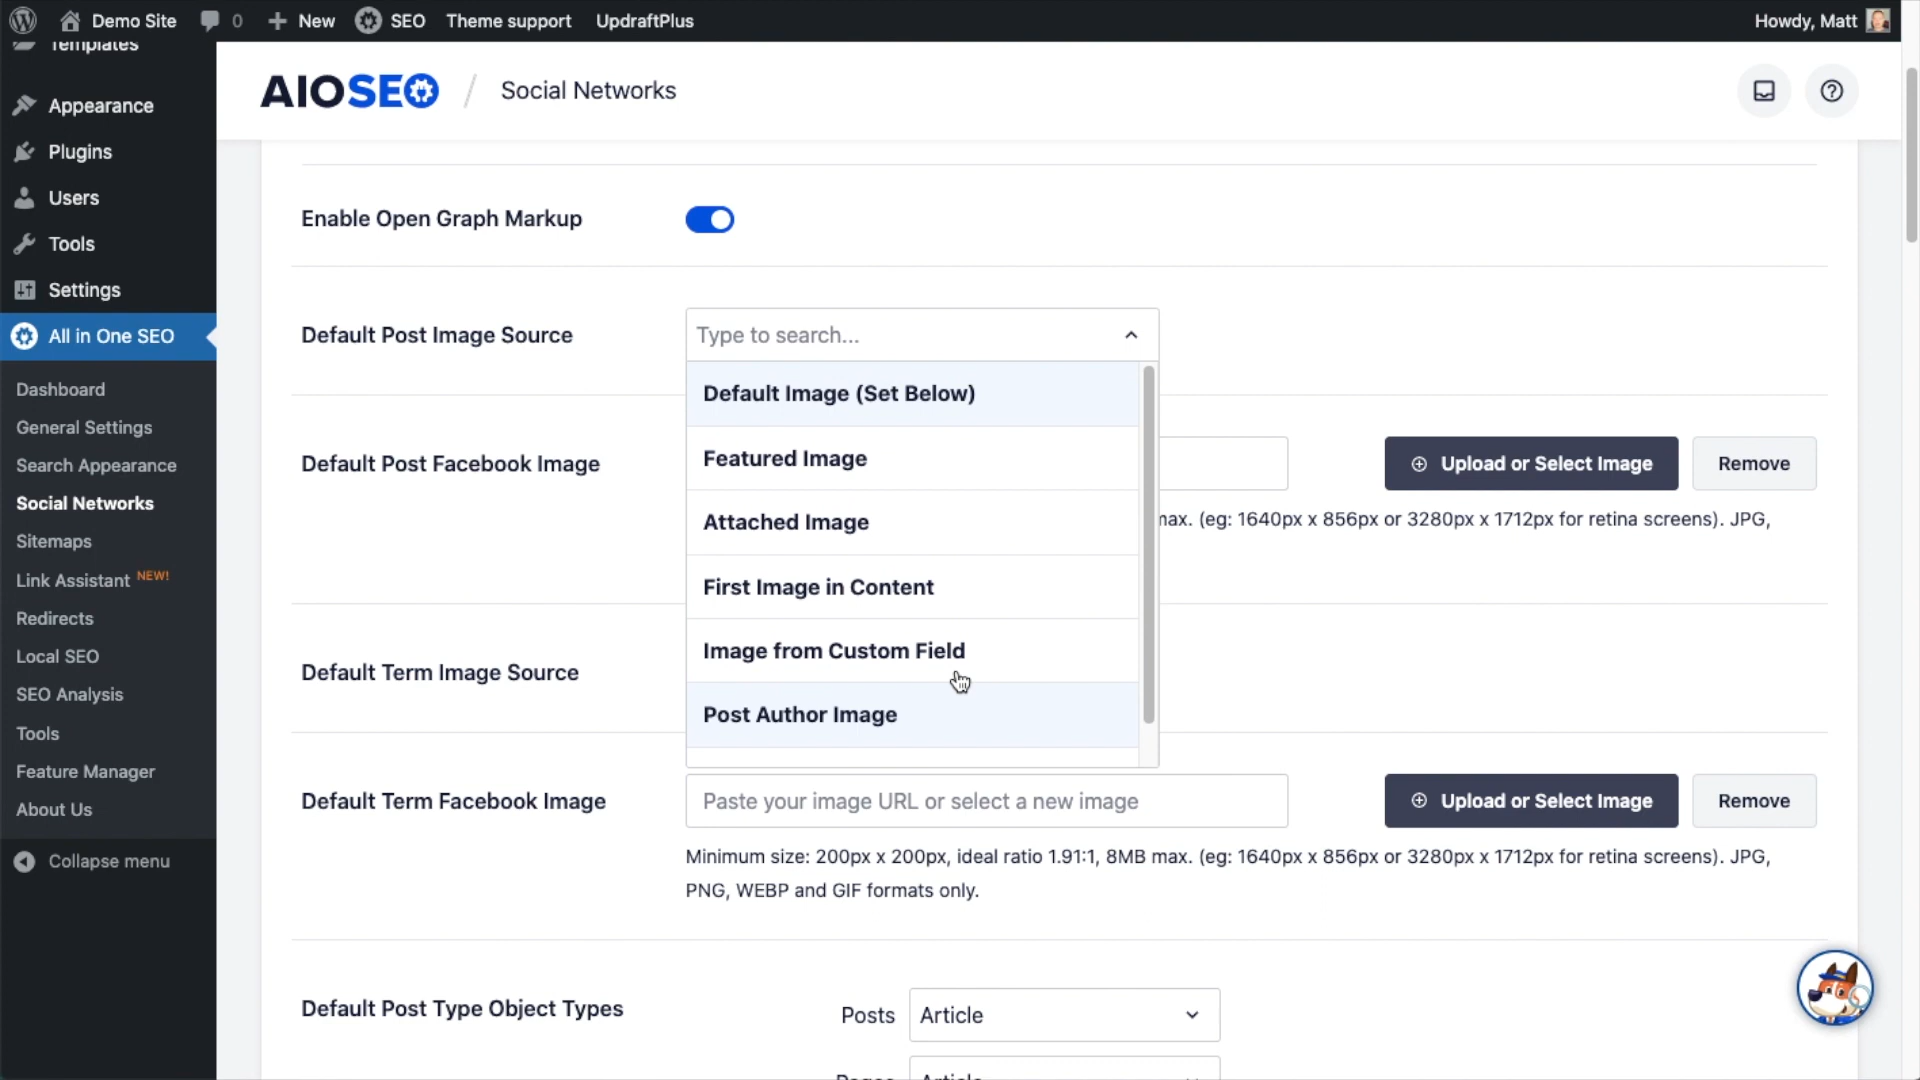 Demo Site
0
New
SEO
Theme support
UpdraftPlus
Howdy, Matt
Templates
Appearance
Plugins
Users
Tools
Settings
All in One SEO
Dashboard
General Settings
Search Appearance
Social Networks
Sitemaps
Link Assistant NEW!
Redirects
Local SEO
SEO Analysis
Tools
Feature Manager
About Us
Collapse menu
AIOSEO / Social Networks
Enable Open Graph Markup
Default Post Image Source
Type to search...
Default Image (Set Below)
Featured Image
Attached Image
First Image in Content
Image from Custom Field
Post Author Image
Default Post Facebook Image
Upload or Select Image
Remove
max. (eg: 1640px x 856px or 3280px x 1712px for retina screens). JPG,
Default Term Image Source
Default Term Facebook Image
Paste your image URL or select a new image
Upload or Select Image
Remove
Minimum size: 200px x 200px, ideal ratio 1.91:1, 8MB max. (eg: 1640px x 856px or 3280px x 1712px for retina screens). JPG,
PNG, WEBP and GIF formats only.
Default Post Type Object Types
Posts
Article
Pages
Article